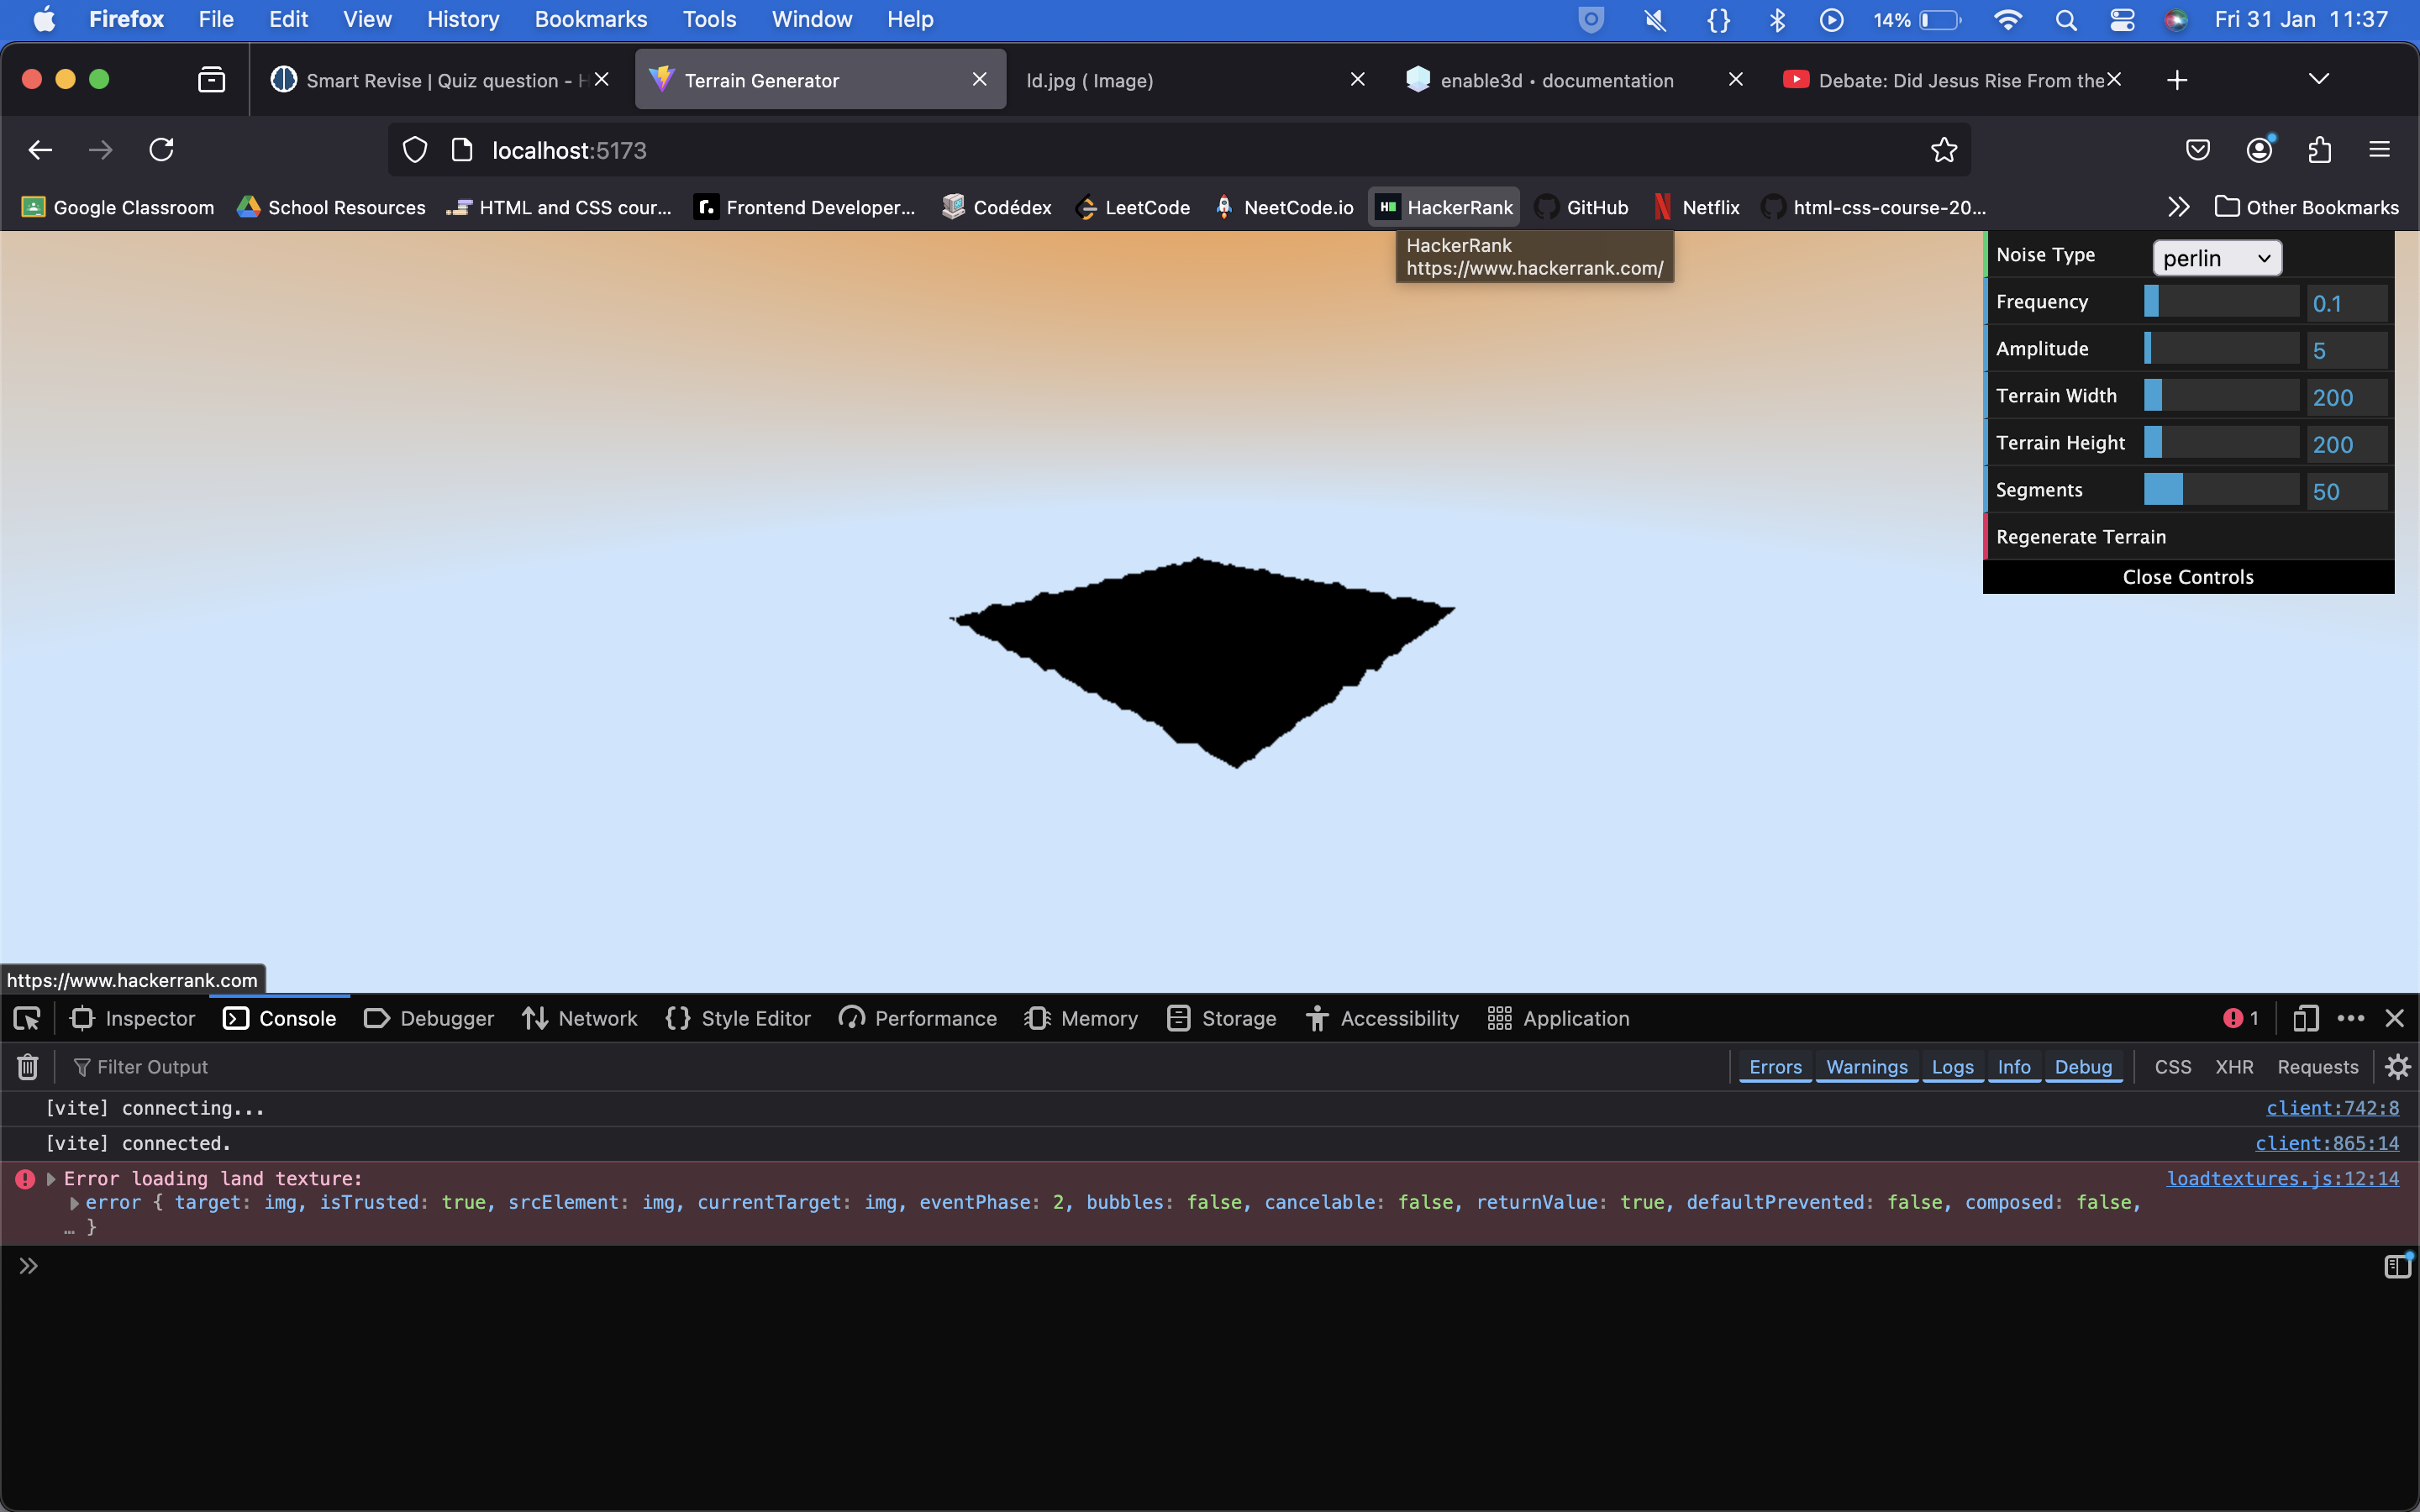 Firefox File Edit View History Bookmarks Tools Window Help 14% Fri 31 Jan 11:37
Smart Revise | Quiz question - H Terrain Generator ld.jpg ( Image) enable3d • documentation Debate: Did Jesus Rise From the
localhost:5173
Google Classroom School Resources HTML and CSS cour... Frontend Developer... Codédex LeetCode NeetCode.io HackerRank GitHub Netflix html-css-course-20... Other Bookmarks
HackerRank
https://www.hackerrank.com/
Noise Type perlin
Frequency 0.1
Amplitude 5
Terrain Width 200
Terrain Height 200
Segments 50
Regenerate Terrain
Close Controls
https://www.hackerrank.com
Inspector Console Debugger Network Style Editor Performance Memory Storage Accessibility Application 1
Filter Output Errors Warnings Logs Info Debug CSS XHR Requests
[vite] connecting... client:742:8
[vite] connected. client:865:14
Error loading land texture: loadtextures.js:12:14
error { target: img, isTrusted: true, srcElement: img, currentTarget: img, eventPhase: 2, bubbles: false, cancelable: false, returnValue: true, defaultPrevented: false, composed: false,
… }